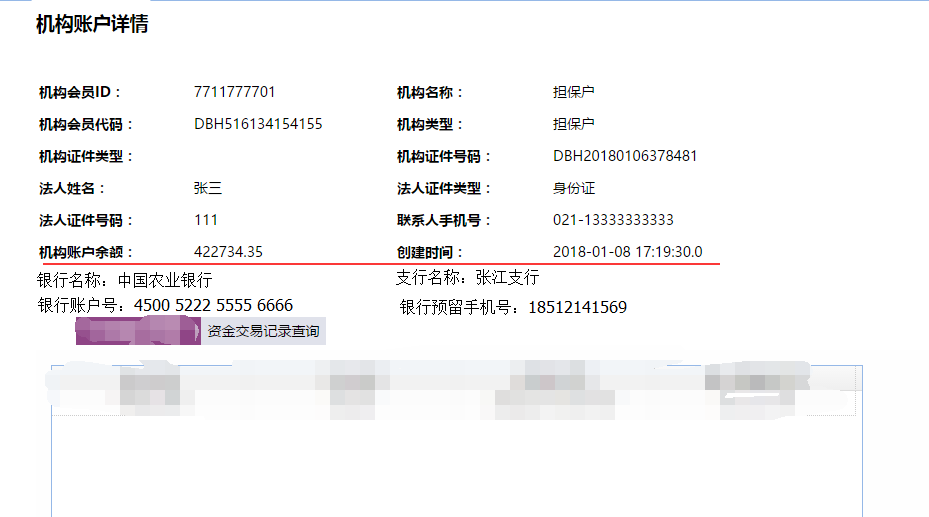 机构账户详情
机构会员ID： 7711777701 机构名称： 担保户
机构会员代码： DBH516134154155 机构类型： 担保户
机构证件类型： 机构证件号码： DBH20180106378481
法人姓名： 张三 法人证件类型： 身份证
法人证件号码： 111 联系人手机号： 021-13333333333
机构账户余额： 422734.35 创建时间： 2018-01-08 17:19:30.0
银行名称：中国农业银行 支行名称：张江支行
银行账户号：4500 5222 5555 6666 银行预留手机号：18512141569
资金交易记录查询